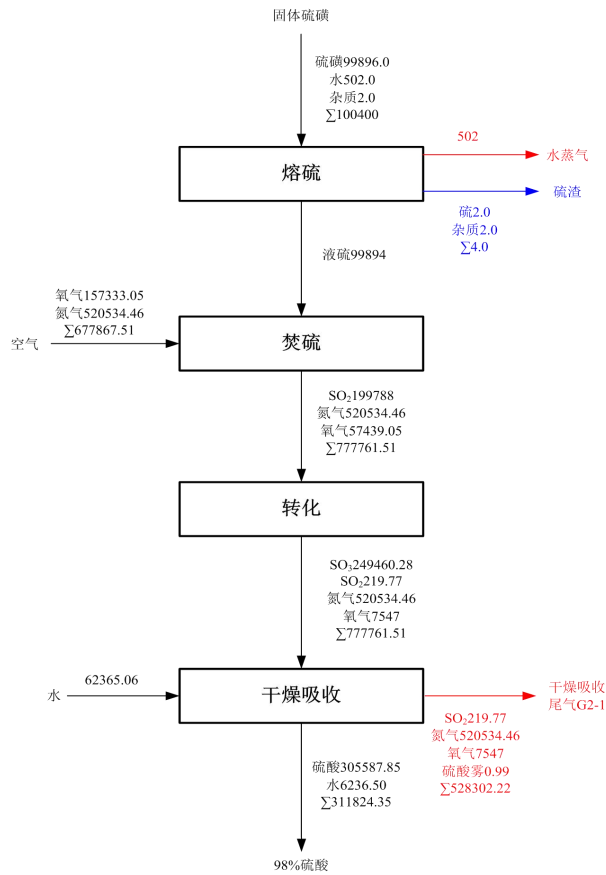 固体硫磺
硫磺99896.0
水502.0
杂质2.0
∑100400
熔硫
502
水蒸气
硫渣
硫2.0
杂质2.0
∑4.0
液硫99894
氧气157333.05
氮气520534.46
∑677867.51
空气
焚硫
SO₂199788
氮气520534.46
氧气57439.05
∑777761.51
转化
SO₃249460.28
SO₂219.77
氮气520534.46
氧气7547
∑777761.51
水
62365.06
干燥吸收
干燥吸收
尾气G2-1
SO₂219.77
氮气520534.46
氧气7547
硫酸雾0.99
∑528302.22
硫酸305587.85
水6236.50
∑311824.35
98%硫酸